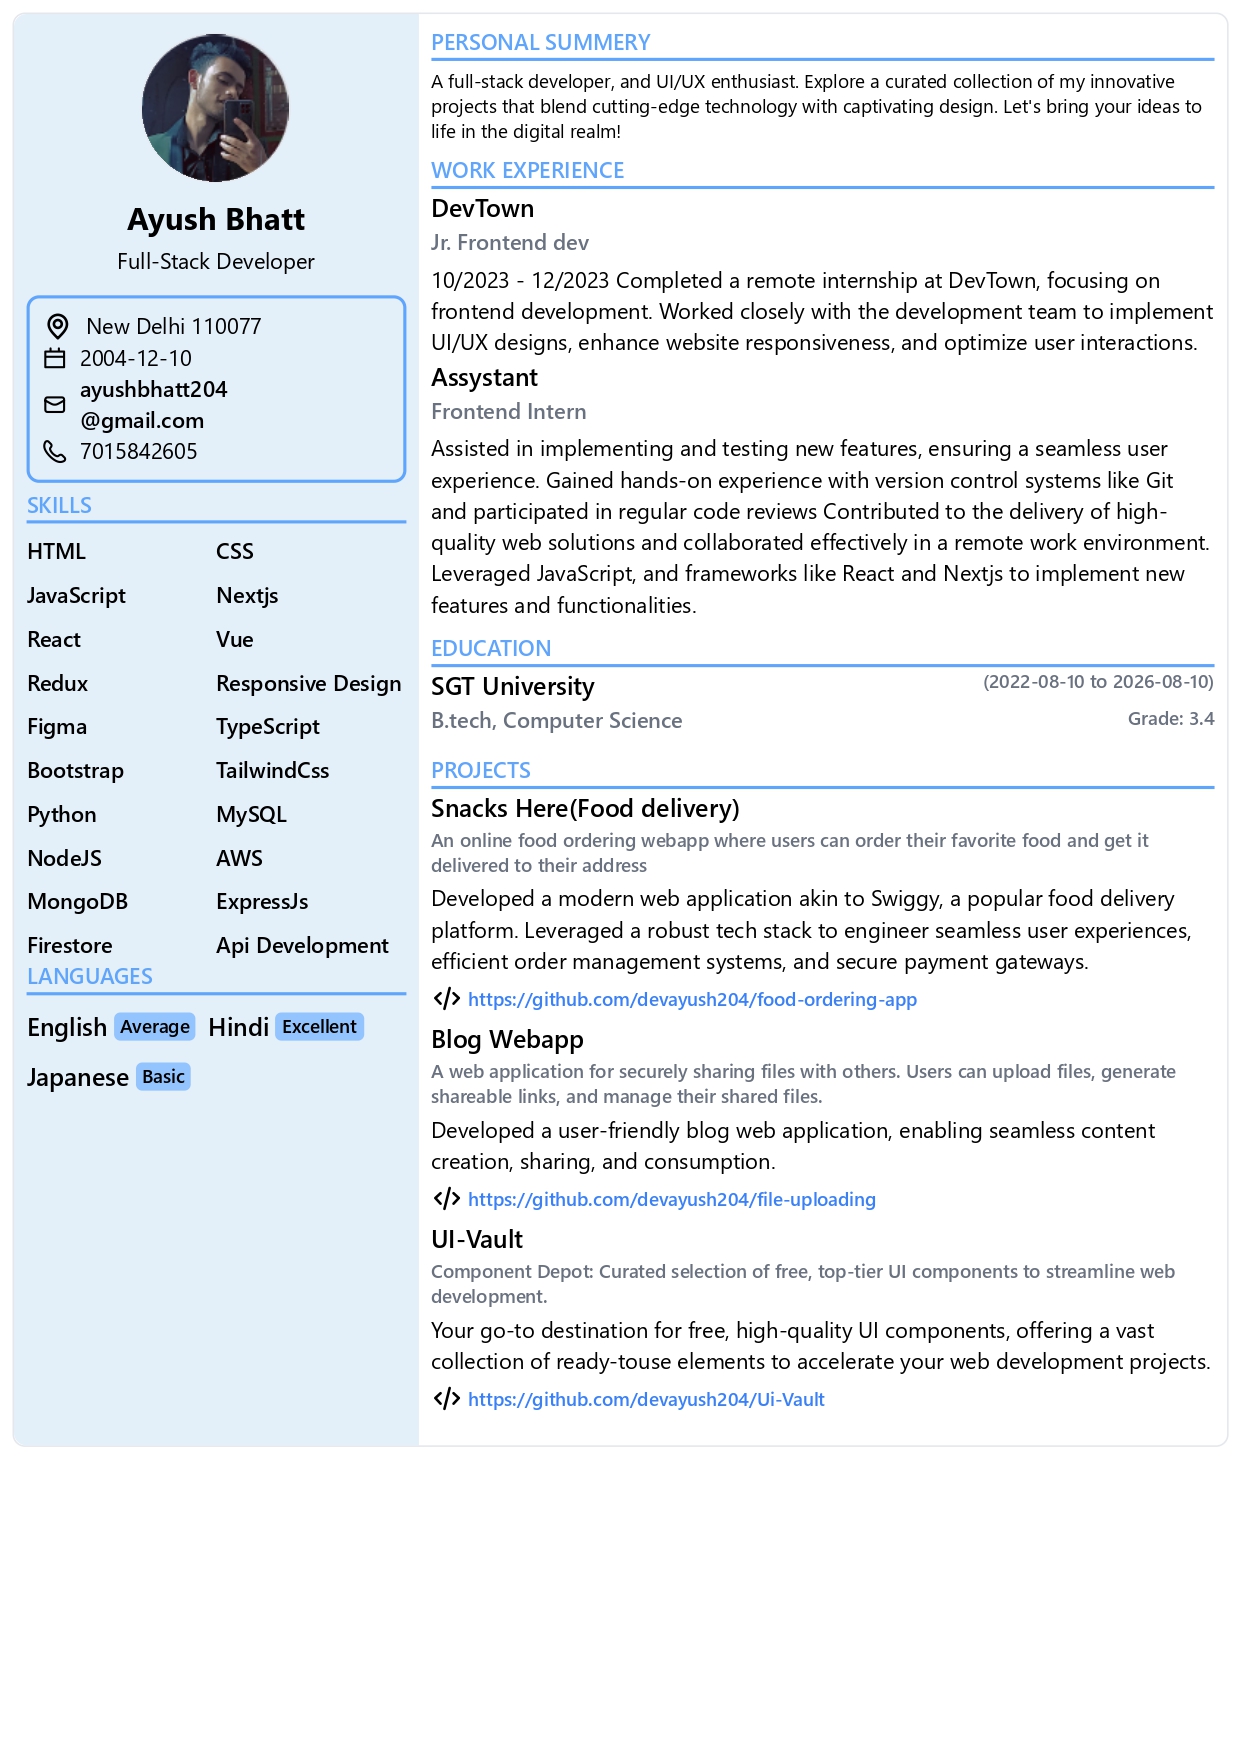 Ayush Bhatt
Full-Stack Developer
New Delhi 110077
2004-12-10
ayushbhatt204
@gmail.com
7015842605
SKILLS
HTML CSS
JavaScript Nextjs
React Vue
Redux Responsive Design
Figma TypeScript
Bootstrap TailwindCss
Python MySQL
NodeJS AWS
MongoDB ExpressJs
Firestore Api Development
LANGUAGES
English Average Hindi Excellent
Japanese Basic
PERSONAL SUMMERY
A full-stack developer, and UI/UX enthusiast. Explore a curated collection of my innovative
projects that blend cutting-edge technology with captivating design. Let's bring your ideas to
life in the digital realm!
WORK EXPERIENCE
DevTown
Jr. Frontend dev
10/2023 - 12/2023 Completed a remote internship at DevTown, focusing on
frontend development. Worked closely with the development team to implement
UI/UX designs, enhance website responsiveness, and optimize user interactions.
Assystant
Frontend Intern
Assisted in implementing and testing new features, ensuring a seamless user
experience. Gained hands-on experience with version control systems like Git
and participated in regular code reviews Contributed to the delivery of high-
quality web solutions and collaborated effectively in a remote work environment.
Leveraged JavaScript, and frameworks like React and Nextjs to implement new
features and functionalities.
EDUCATION
SGT University (2022-08-10 to 2026-08-10)
B.tech, Computer Science Grade: 3.4
PROJECTS
Snacks Here(Food delivery)
An online food ordering webapp where users can order their favorite food and get it
delivered to their address
Developed a modern web application akin to Swiggy, a popular food delivery
platform. Leveraged a robust tech stack to engineer seamless user experiences,
efficient order management systems, and secure payment gateways.
https://github.com/devayush204/food-ordering-app
Blog Webapp
A web application for securely sharing files with others. Users can upload files, generate
shareable links, and manage their shared files.
Developed a user-friendly blog web application, enabling seamless content
creation, sharing, and consumption.
https://github.com/devayush204/file-uploading
UI-Vault
Component Depot: Curated selection of free, top-tier UI components to streamline web
development.
Your go-to destination for free, high-quality UI components, offering a vast
collection of ready-touse elements to accelerate your web development projects.
https://github.com/devayush204/Ui-Vault